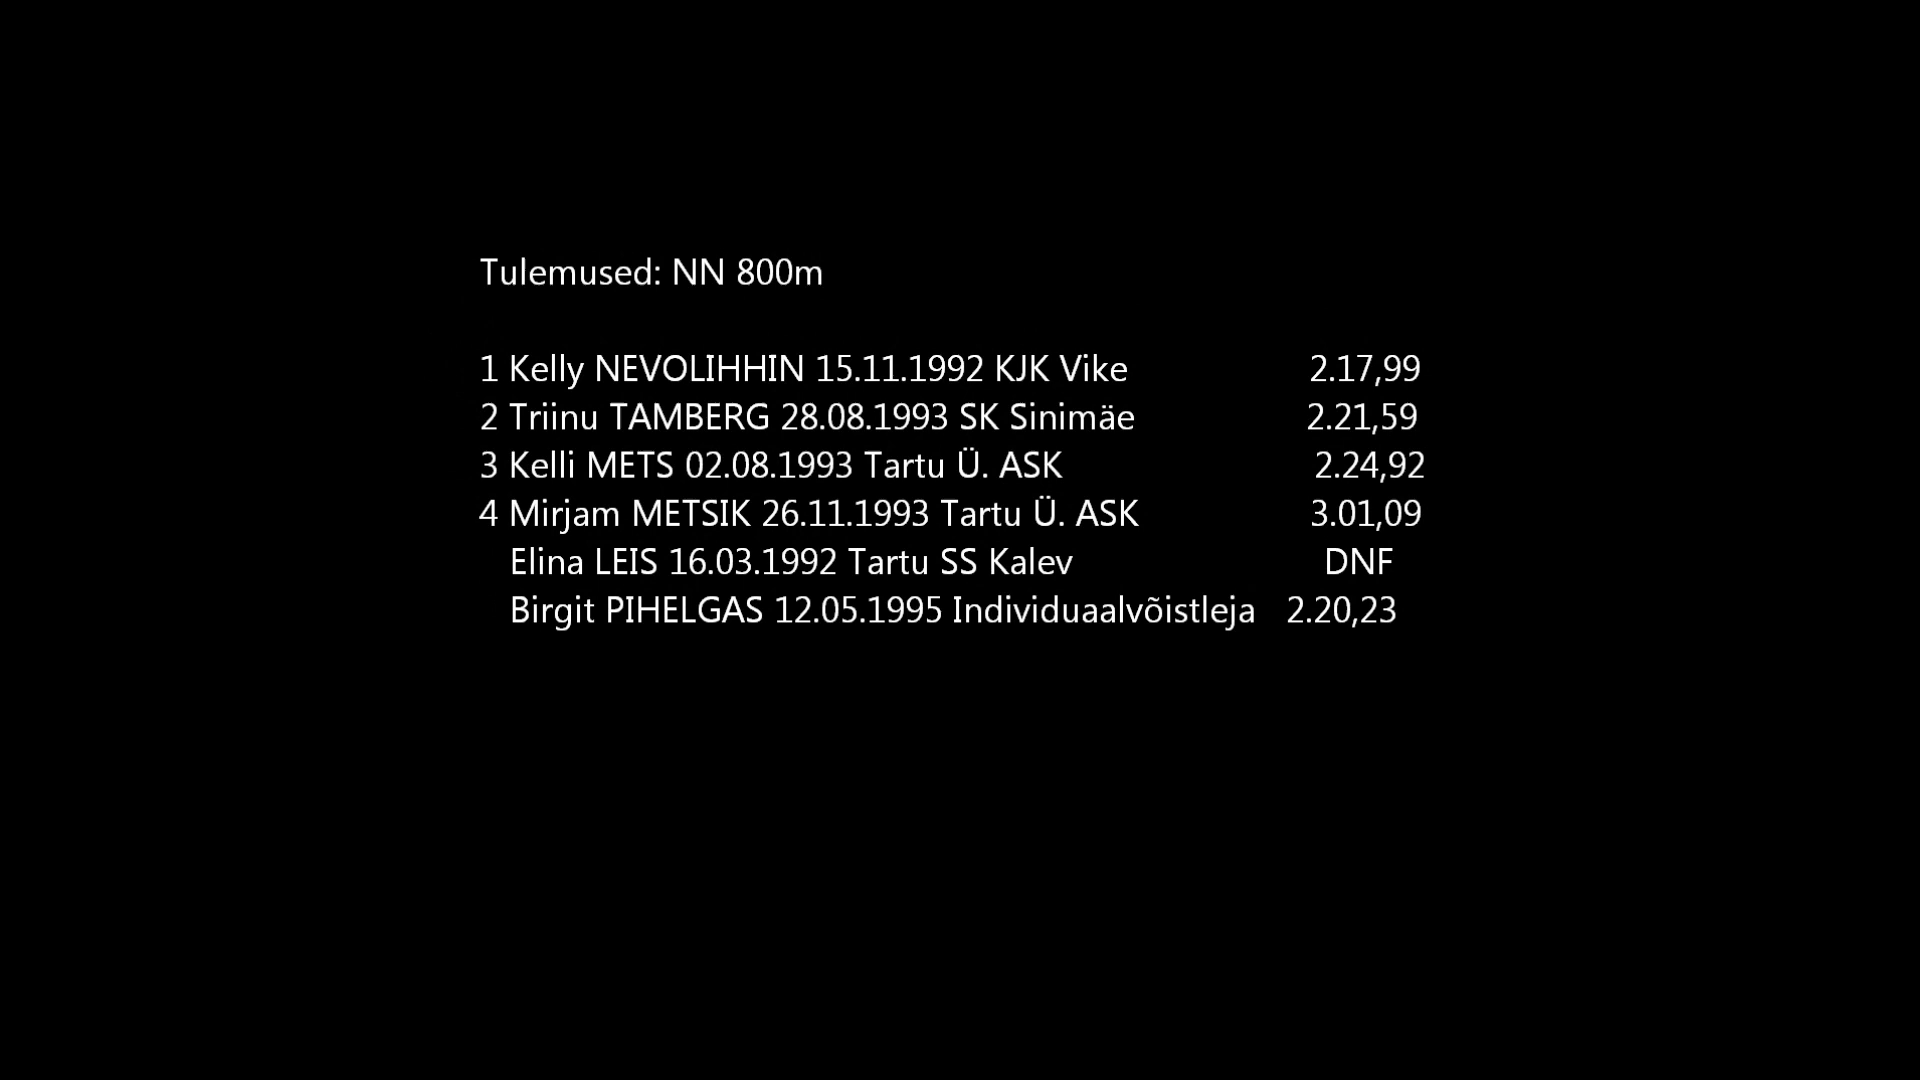 Tulemused: NN 800m
1 Kelly NEVOLIHHIN 15.11.1992 KJK Vike 2.17,99
2 Triinu TAMBERG 28.08.1993 SK Sinimäe 2.21,59
3 Kelli METS 02.08.1993 Tartu Ü. ASK 2.24,92
4 Mirjam METSIK 26.11.1993 Tartu Ü. ASK 3.01,09
Elina LEIS 16.03.1992 Tartu SS Kalev DNF
Birgit PIHELGAS 12.05.1995 Individuaalvõistleja 2.20,23